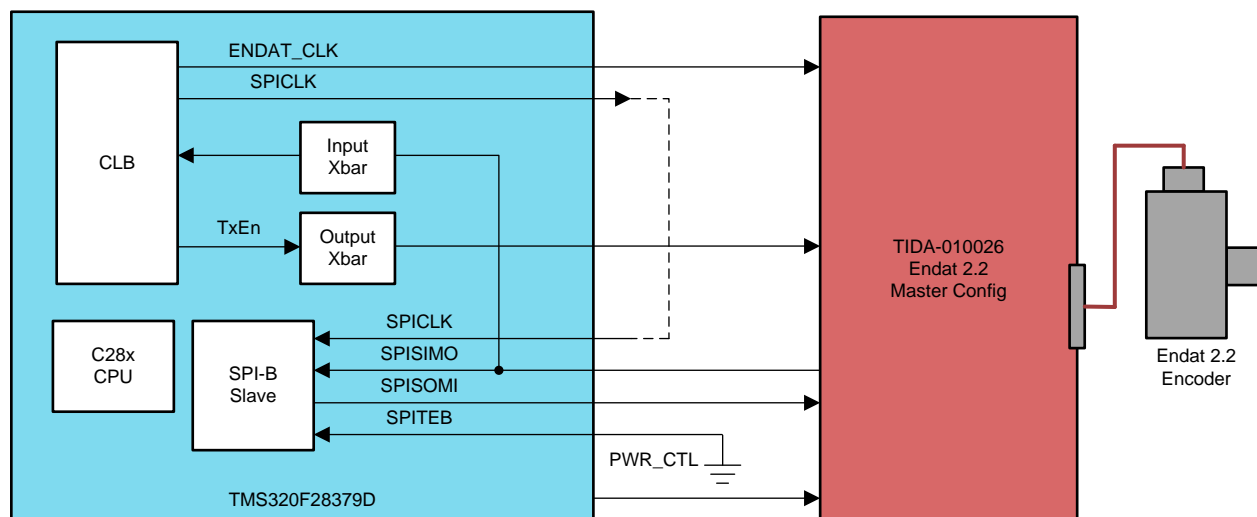 ENDAT_CLK
SPICLK
CLB
Input
Xbar
TxEn
Output
Xbar
SPICLK
SPISIMO
SPISOMI
SPITEB
C28x
CPU
SPI-B
Slave
PWR_CTL
TMS320F28379D
TIDA-010026
Endat 2.2
Master Config
Endat 2.2
Encoder